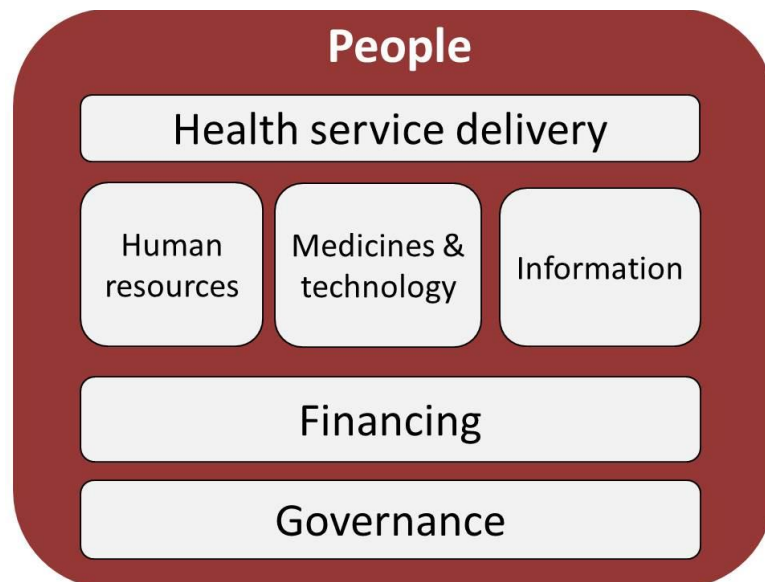 People
Health service delivery
Human
resources
Medicines &
technology
Information
Financing
Governance